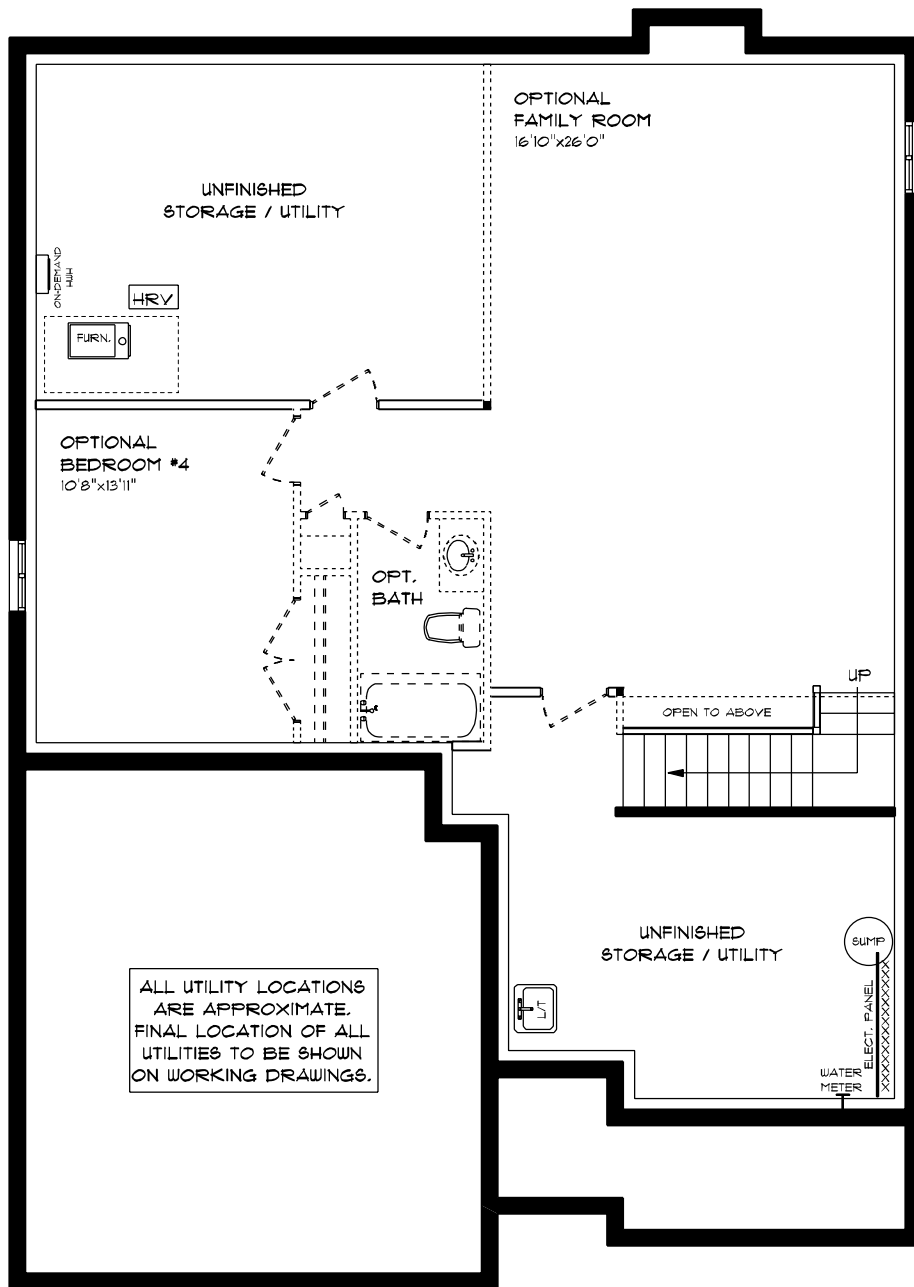 OPTIONAL
FAMILY ROOM
16'10"x26'0"
UNFINISHED
STORAGE / UTILITY
ON-DEMAND
HWH
HRV
FURN.
OPTIONAL
BEDROOM #4
10'8"x13'11"
OPT.
BATH
UP
OPEN TO ABOVE
UNFINISHED
STORAGE / UTILITY
SUMP
L/T
ELECT. PANEL
WATER
METER
ALL UTILITY LOCATIONS
ARE APPROXIMATE.
FINAL LOCATION OF ALL
UTILITIES TO BE SHOWN
ON WORKING DRAWINGS.